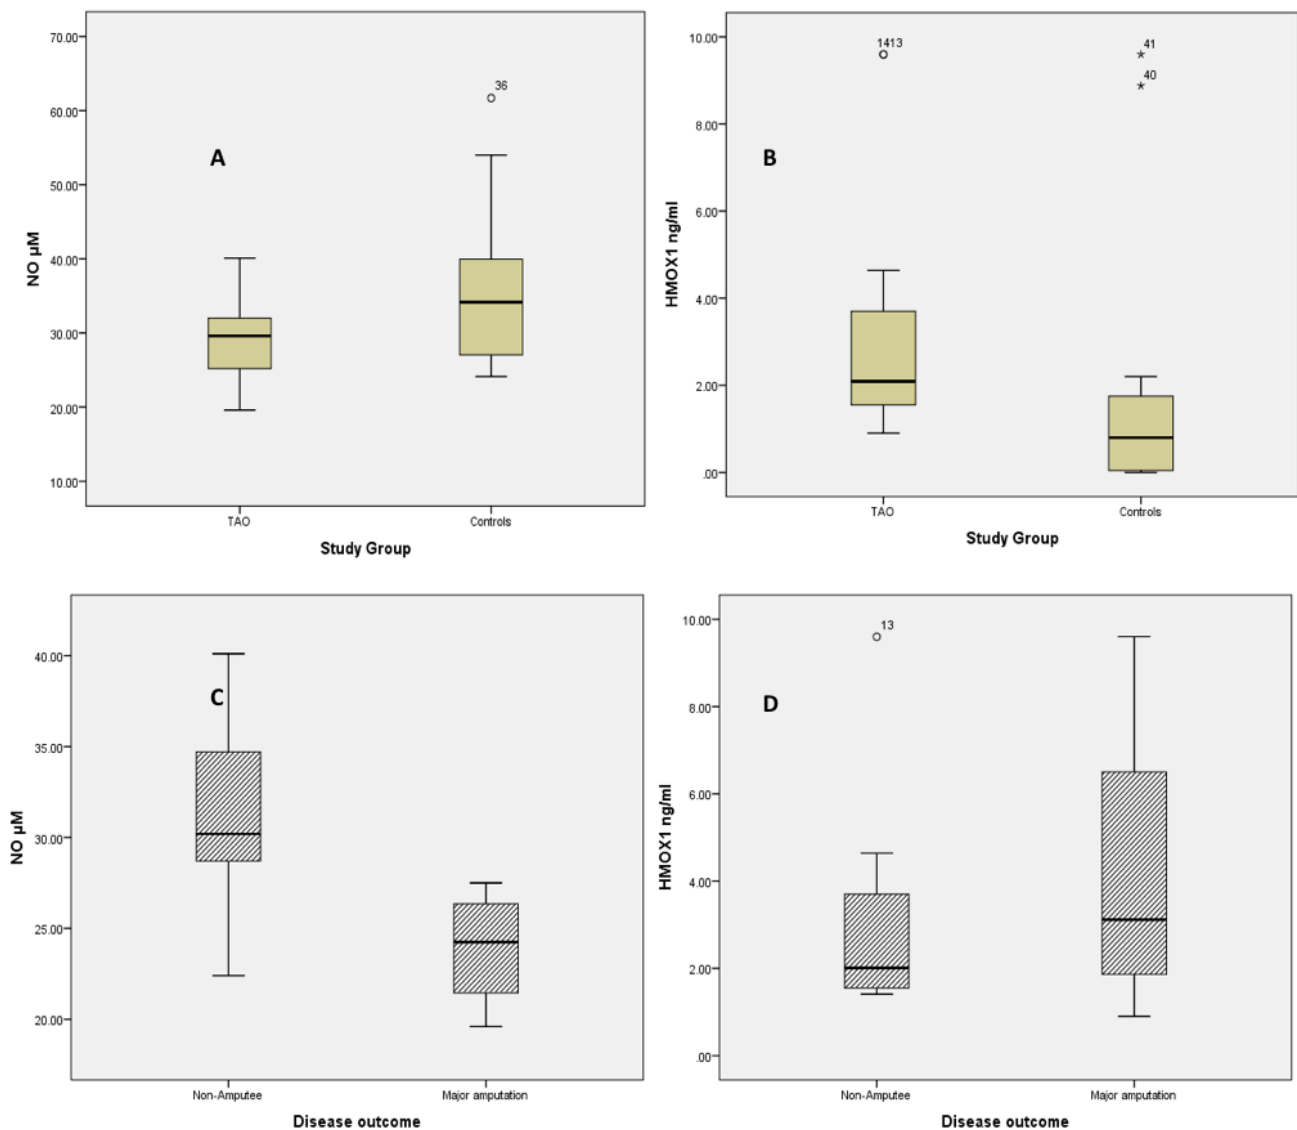 70.00
60.00
50.00
40.00
30.00
20.00
10.00
NO µM
A
36
TAO
Controls
Study Group
10.00
8.00
6.00
4.00
2.00
.00
HMOX1 ng/ml
B
1413
41
40
TAO
Controls
Study Group
40.00
35.00
30.00
25.00
20.00
NO µM
C
Non-Amputee
Major amputation
Disease outcome
10.00
8.00
6.00
4.00
2.00
.00
HMOX1 ng/ml
D
13
Non-Amputee
Major amputation
Disease outcome